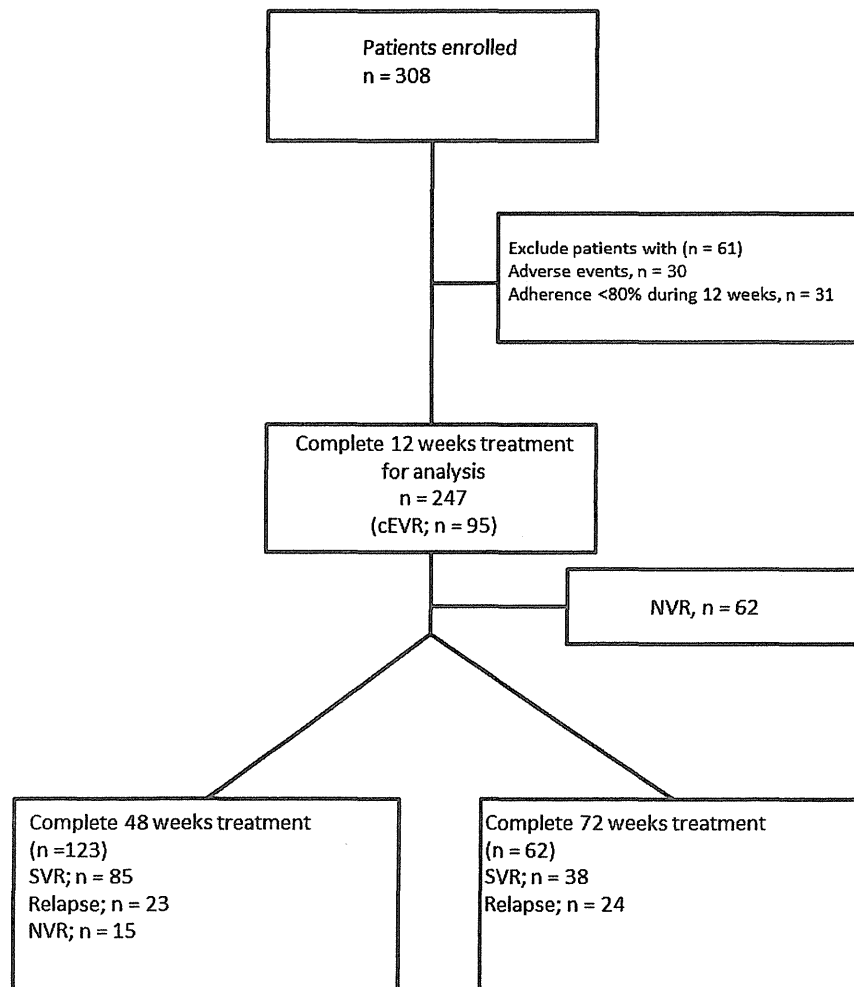 Patients enrolled
n = 308
Exclude patients with (n = 61)
Adverse events, n = 30
Adherence <80% during 12 weeks, n = 31
Complete 12 weeks treatment
for analysis
n = 247
(cEVR; n = 95)
NVR, n = 62
Complete 48 weeks treatment
(n =123)
SVR; n = 85
Relapse; n = 23
NVR; n = 15
Complete 72 weeks treatment
(n = 62)
SVR; n = 38
Relapse; n = 24